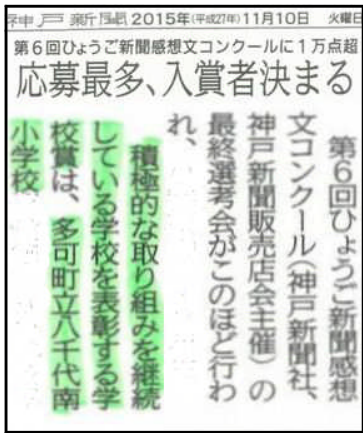 神戸新聞2015年(平成27年)11月10日 火曜日
第6回ひょうご新聞感想文コンクールに1万点超
応募最多、入賞者決まる
第6回ひょうご新聞感想
文コンクール(神戸新聞社、
神戸新聞販売店会主催)の
最終選考会がこのほど行わ
れ、
積極的な取り組みを継続
している学校を表彰する学
校賞は、多可町立八千代南
小学校